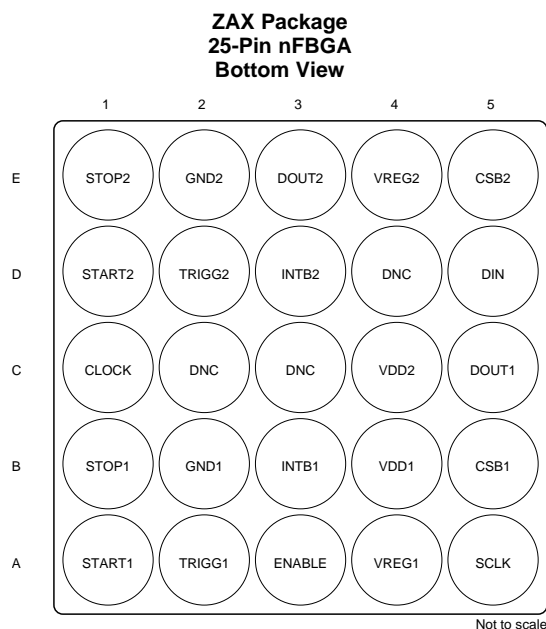 ZAX Package
25-Pin nFBGA
Bottom View
1 2 3 4 5
E STOP2 GND2 DOUT2 VREG2 CSB2
D START2 TRIGG2 INTB2 DNC DIN
C CLOCK DNC DNC VDD2 DOUT1
B STOP1 GND1 INTB1 VDD1 CSB1
A START1 TRIGG1 ENABLE VREG1 SCLK
Not to scale